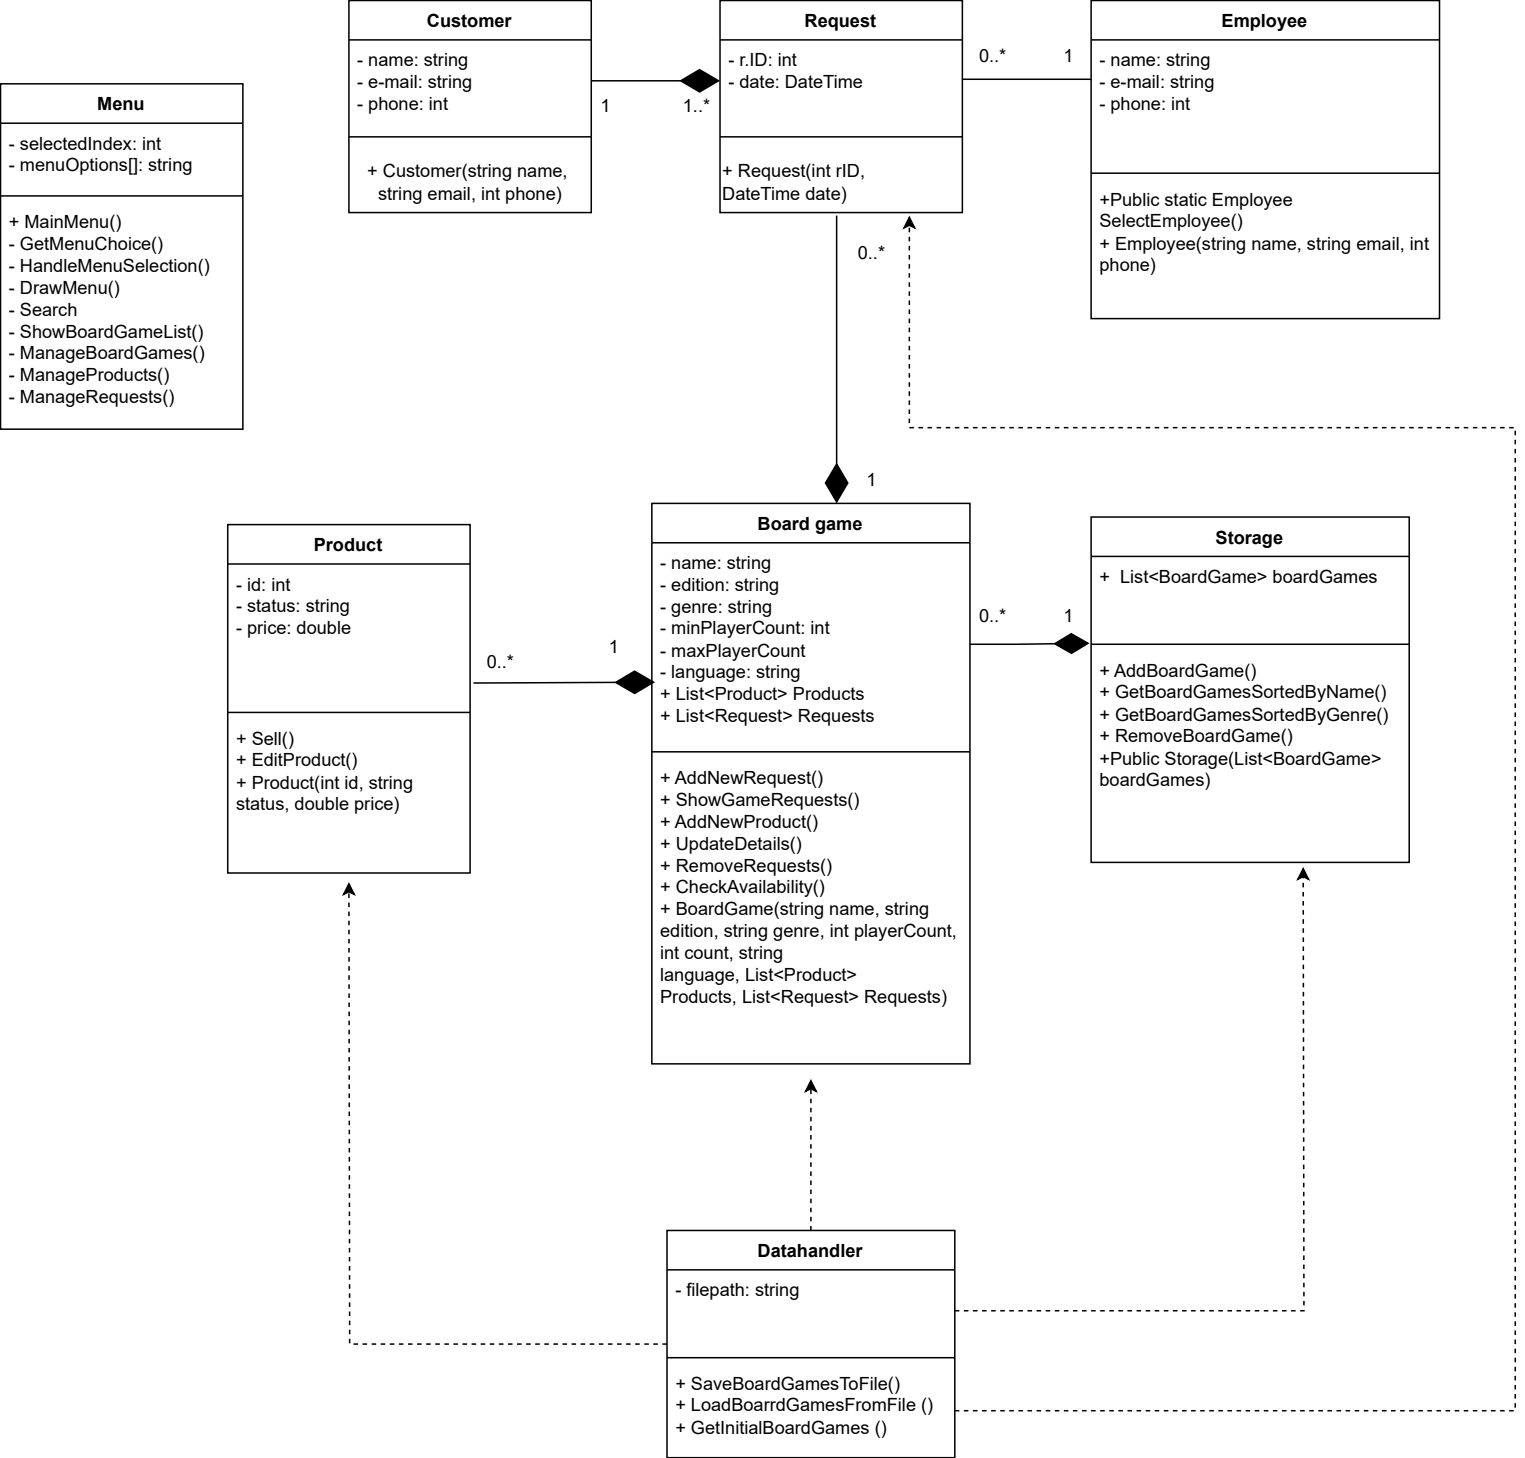 Customer
- name: string
- e-mail: string
- phone: int
+ Customer(string name,
string email, int phone)
1
1..*
Request
- r.ID: int
- date: DateTime
+ Request(int rID,
DateTime date)
0..*
1
Employee
- name: string
- e-mail: string
- phone: int
+Public static Employee
SelectEmployee()
+ Employee(string name, string email, int
phone)
Menu
- selectedIndex: int
- menuOptions[]: string
+ MainMenu()
- GetMenuChoice()
- HandleMenuSelection()
- DrawMenu()
- Search
- ShowBoardGameList()
- ManageBoardGames()
- ManageProducts()
- ManageRequests()
0..*
1
Product
- id: int
- status: string
- price: double
+ Sell()
+ EditProduct()
+ Product(int id, string
status, double price)
0..*
1
Board game
- name: string
- edition: string
- genre: string
- minPlayerCount: int
- maxPlayerCount
- language: string
+ List<Product> Products
+ List<Request> Requests
+ AddNewRequest()
+ ShowGameRequests()
+ AddNewProduct()
+ UpdateDetails()
+ RemoveRequests()
+ CheckAvailability()
+ BoardGame(string name, string
edition, string genre, int playerCount,
int count, string
language, List<Product>
Products, List<Request> Requests)
0..*
1
Storage
+  List<BoardGame> boardGames
+ AddBoardGame()
+ GetBoardGamesSortedByName()
+ GetBoardGamesSortedByGenre()
+ RemoveBoardGame()
+Public Storage(List<BoardGame>
boardGames)
Datahandler
- filepath: string
+ SaveBoardGamesToFile()
+ LoadBoarrdGamesFromFile ()
+ GetInitialBoardGames ()